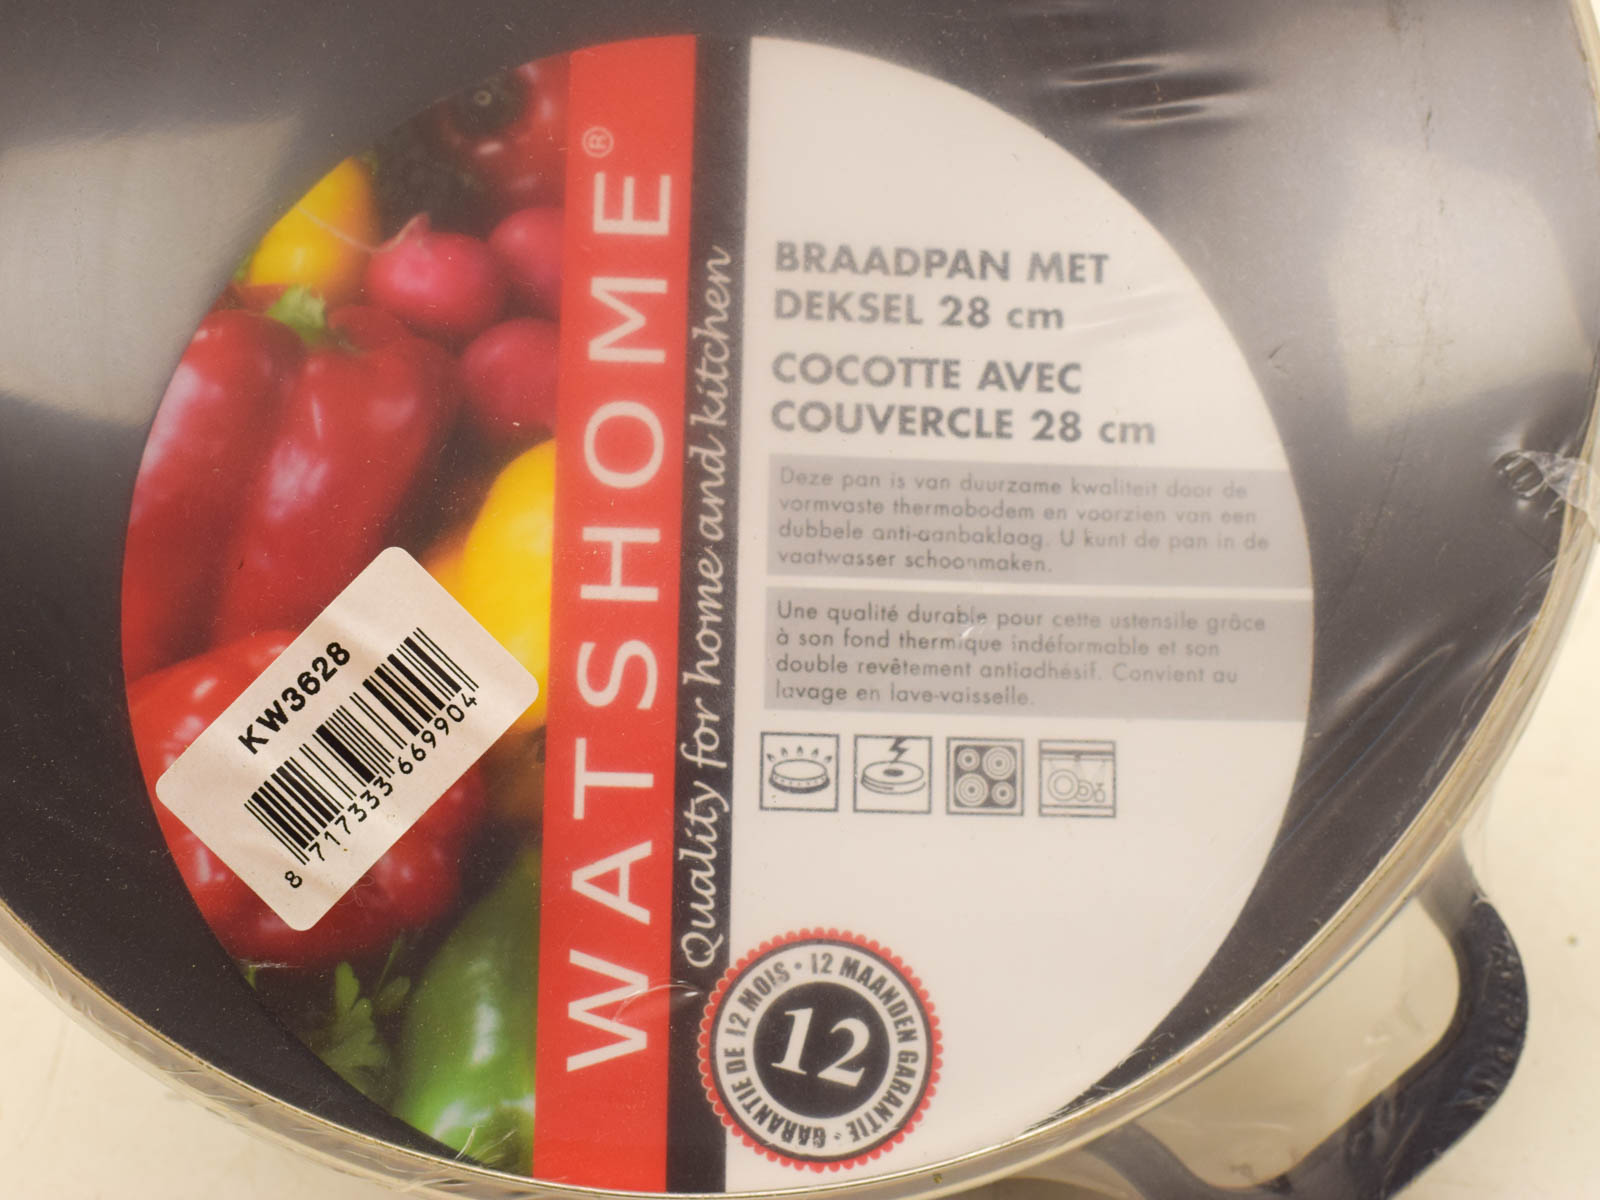 WATSHOME®
Quality for home and kitchen
BRAADPAN MET
DEKSEL 28 cm
COCOTTE AVEC
COUVERCLE 28 cm
Deze pan is van duurzame kwaliteit door de
vormvaste thermobodem en voorzien van een
dubbele anti-aanbaklaag. U kunt de pan in de
vaatwasser schoonmaken.
Une qualité durable pour cette ustensile grâce
à son fond thermique indéformable et son
double revêtement antiadhésif. Convient au
lavage en lave-vaisselle.
KW3628
8 717333 669904
12 MAANDEN GARANTIE · GARANTIE DE 12 MOIS ·
12